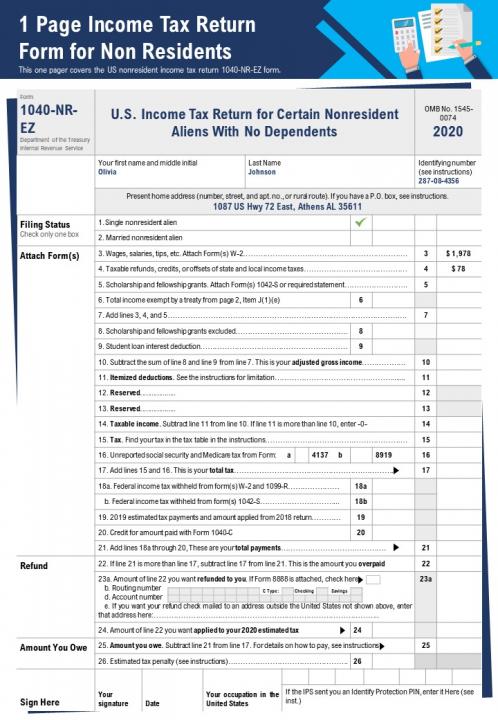 1 Page Income Tax Return
Form for Non Residents
This one pager covers the US nonresident income tax return 1040-NR-EZ form.
Form
1040-NR-
EZ
Department of the Treasury
Internal Revenue Service
U.S. Income Tax Return for Certain Nonresident
Aliens With No Dependents
OMB No. 1545-
0074
2020
Your first name and middle initial
Olivia
Last Name
Johnson
Identifying number
(see instructions)
287-08-4356
Present home address (number, street, and apt. no., or rural route). If you have a P.O. box, see instructions.
1087 US Hwy 72 East, Athens AL 35611
Filing Status
Check only one box
1. Single nonresident alien
2. Married nonresident alien
Attach Form(s)
3. Wages, salaries, tips, etc. Attach Form(s) W-2 3 $ 1,978
4. Taxable refunds, credits, or offsets of state and local income taxes 4 $ 78
5. Scholarship and fellowship grants. Attach Form(s) 1042-S or required statement 5
6. Total income exempt by a treaty from page 2, Item J(1)(e) 6
7. Add lines 3, 4, and 5 7
8. Scholarship and fellowship grants excluded 8
9. Student loan interest deduction 9
10. Subtract the sum of line 8 and line 9 from line 7. This is your adjusted gross income 10
11. Itemized deductions. See the instructions for limitation 11
12. Reserved 12
13. Reserved 13
14. Taxable income. Subtract line 11 from line 10. If line 11 is more than line 10, enter -0- 14
15. Tax. Find your tax in the tax table in the instructions 15
16. Unreported social security and Medicare tax from Form: a 4137 b 8919 16
17. Add lines 15 and 16. This is your total tax 17
18a. Federal income tax withheld from form(s) W-2 and 1099-R 18a
b. Federal income tax withheld from form(s) 1042-S 18b
19. 2019 estimated tax payments and amount applied from 2018 return 19
20. Credit for amount paid with Form 1040-C 20
21. Add lines 18a through 20, These are your total payments 21
Refund
22. If line 21 is more than line 17, subtract line 17 from line 21. This is the amount you overpaid 22
23a. Amount of line 22 you want refunded to you. If Form 8888 is attached, check here 23a
b. Routing number
C Type: Checking Savings
d. Account number
e. If you want your refund check mailed to an address outside the United States not shown above, enter
that address here:
24. Amount of line 22 you want applied to your 2020 estimated tax 24
Amount You Owe
25. Amount you owe. Subtract line 21 from line 17. For details on how to pay, see instructions 25
26. Estimated tax penalty (see instructions) 26
Sign Here
Your
signature
Date
Your occupation in the
United States
If the IPS sent you an Identify Protection PIN, enter it Here (see
inst.)